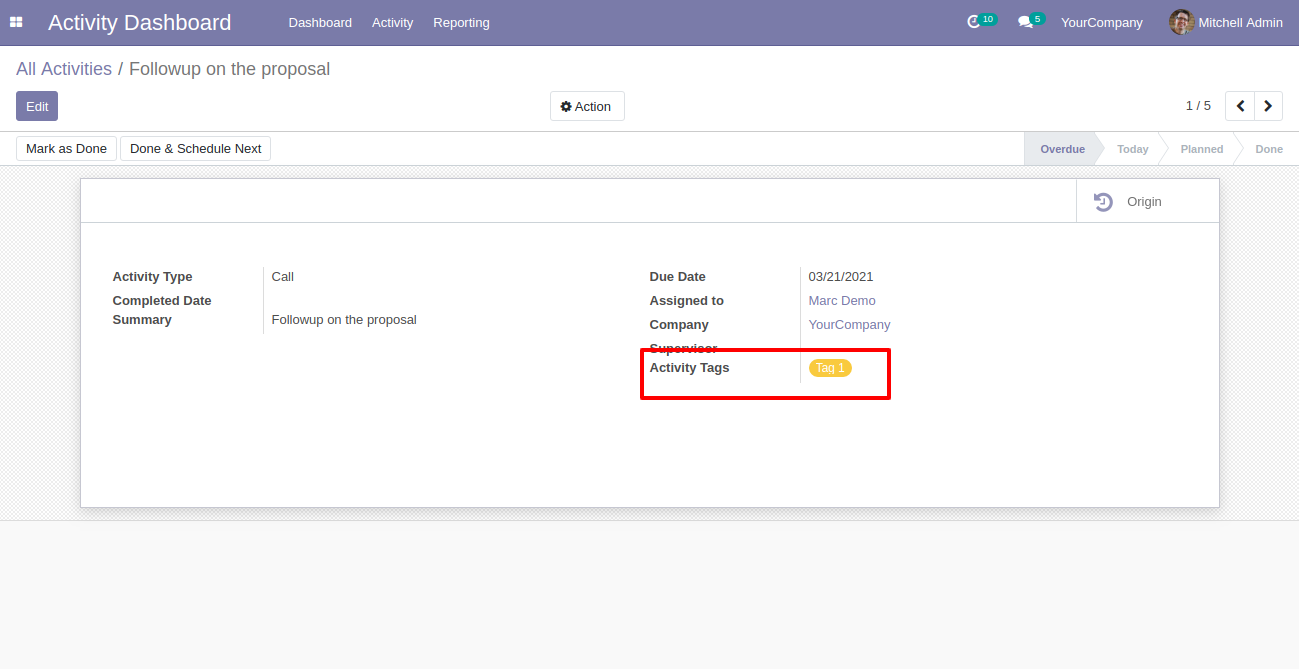 Activity Dashboard Dashboard Activity Reporting 10 5 YourCompany Mitchell Admin
All Activities / Followup on the proposal
Edit Action 1 / 5
Mark as Done Done & Schedule Next Overdue Today Planned Done
Origin
Activity Type Call
Completed Date
Summary Followup on the proposal
Due Date 03/21/2021
Assigned to Marc Demo
Company YourCompany
Supervisor
Activity Tags Tag 1